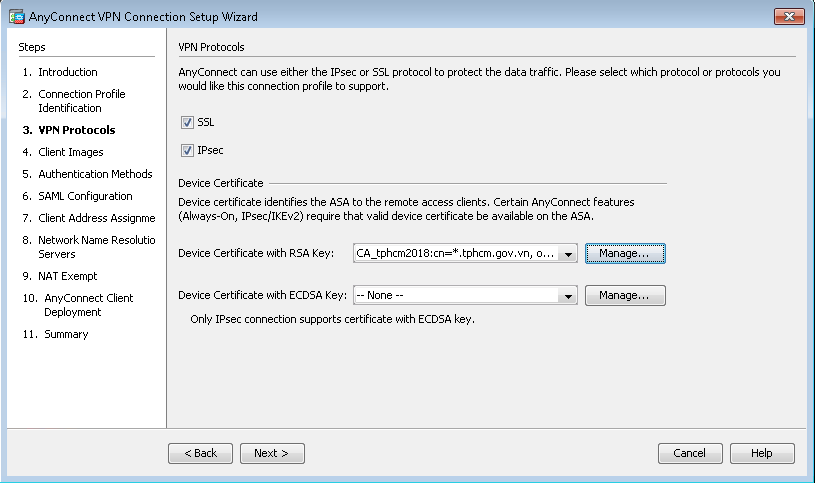 AnyConnect VPN Connection Setup Wizard
Steps
1. Introduction
2. Connection Profile
Identification
3. VPN Protocols
4. Client Images
5. Authentication Methods
6. SAML Configuration
7. Client Address Assignme
8. Network Name Resolutio
Servers
9. NAT Exempt
10. AnyConnect Client
Deployment
11. Summary
VPN Protocols
AnyConnect can use either the IPsec or SSL protocol to protect the data traffic. Please select which protocol or protocols you
would like this connection profile to support.
SSL
IPsec
Device Certificate
Device certificate identifies the ASA to the remote access clients. Certain AnyConnect features
(Always-On, IPsec/IKEv2) require that valid device certificate be available on the ASA.
Device Certificate with RSA Key: CA_tphcm2018:cn=*.tphcm.gov.vn, o... Manage...
Device Certificate with ECDSA Key: -- None -- Manage...
Only IPsec connection supports certificate with ECDSA key.
< Back Next > Cancel Help